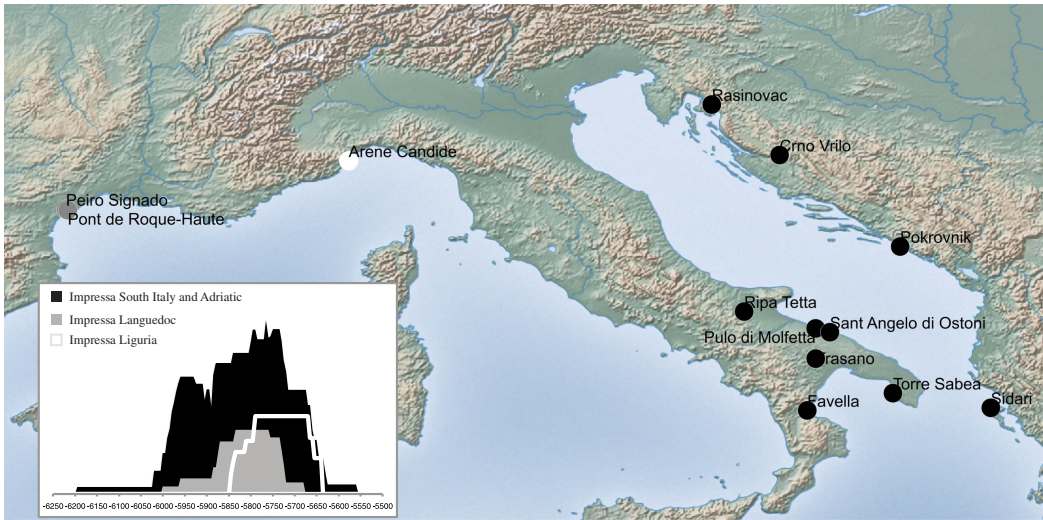 Rasinovac
Crno Vrilo
Arene Candide
Peiro Signado
Pont de Roque-Haute
Pokrovnik
Ripa Tetta
Sant Angelo di Ostoni
Pulo di Molfetta
Trasano
Torre Sabea
Favella
Sidari
Impressa South Italy and Adriatic
Impressa Languedoc
Impressa Liguria
-6250 -6200 -6150 -6100 -6050 -6000 -5950 -5900 -5850 -5800 -5750 -5700 -5650 -5600 -5550 -5500